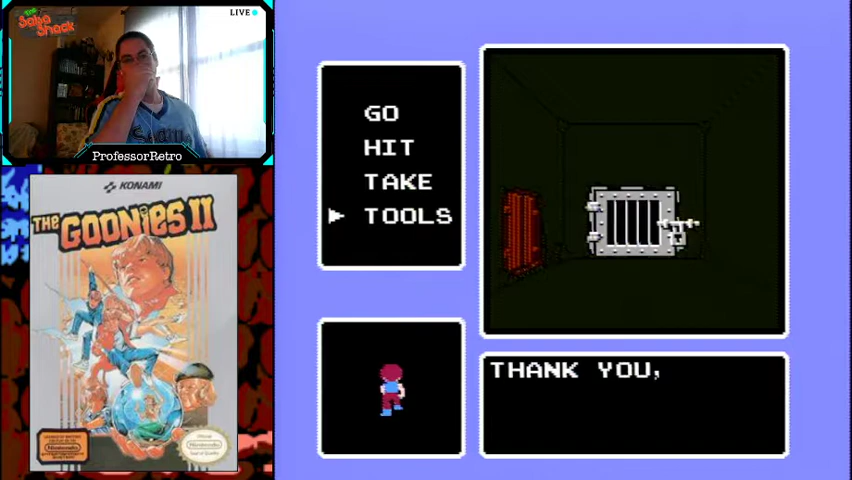 The
Salsa
Shack
LIVE
ProfessorRetro
KONAMI
THE GOONIES II
GO
HIT
TAKE
TOOLS
THANK YOU,